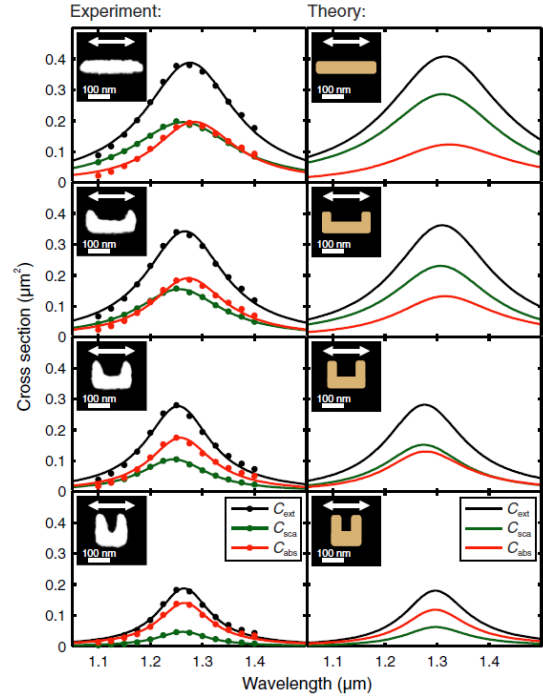 Experiment: Theory:
0.4
0.3
0.2
0.1
0
100 nm
100 nm
0.4
0.3
0.2
0.1
0
100 nm
100 nm
Cross section (μm²)
0.4
0.3
0.2
0.1
0
100 nm
100 nm
0.4
0.3
0.2
0.1
0
100 nm
100 nm
C_ext
C_sca
C_abs
C_ext
C_sca
C_abs
1.1 1.2 1.3 1.4 1.1 1.2 1.3 1.4
Wavelength (μm)